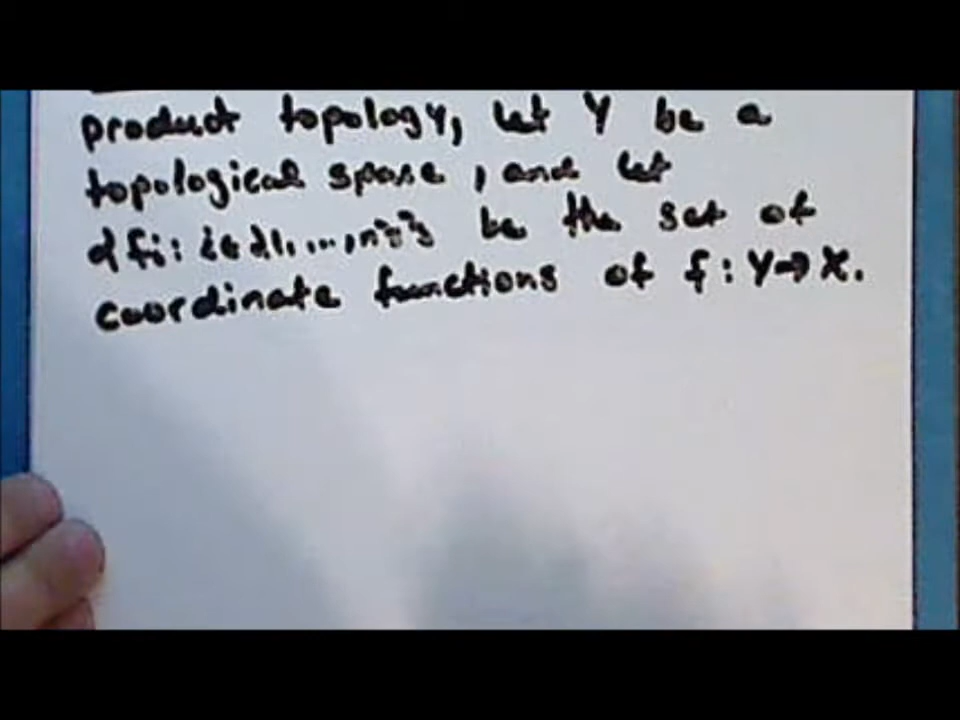 product topology, let Y be a
topological space, and let
{fi: i∈{1,...,n}} be the set of
coordinate functions of f: Y→X.